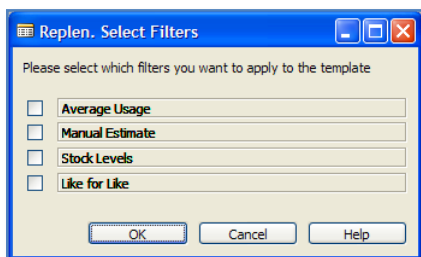 Replen. Select Filters
Please select which filters you want to apply to the template
Average Usage
Manual Estimate
Stock Levels
Like for Like
OK Cancel Help